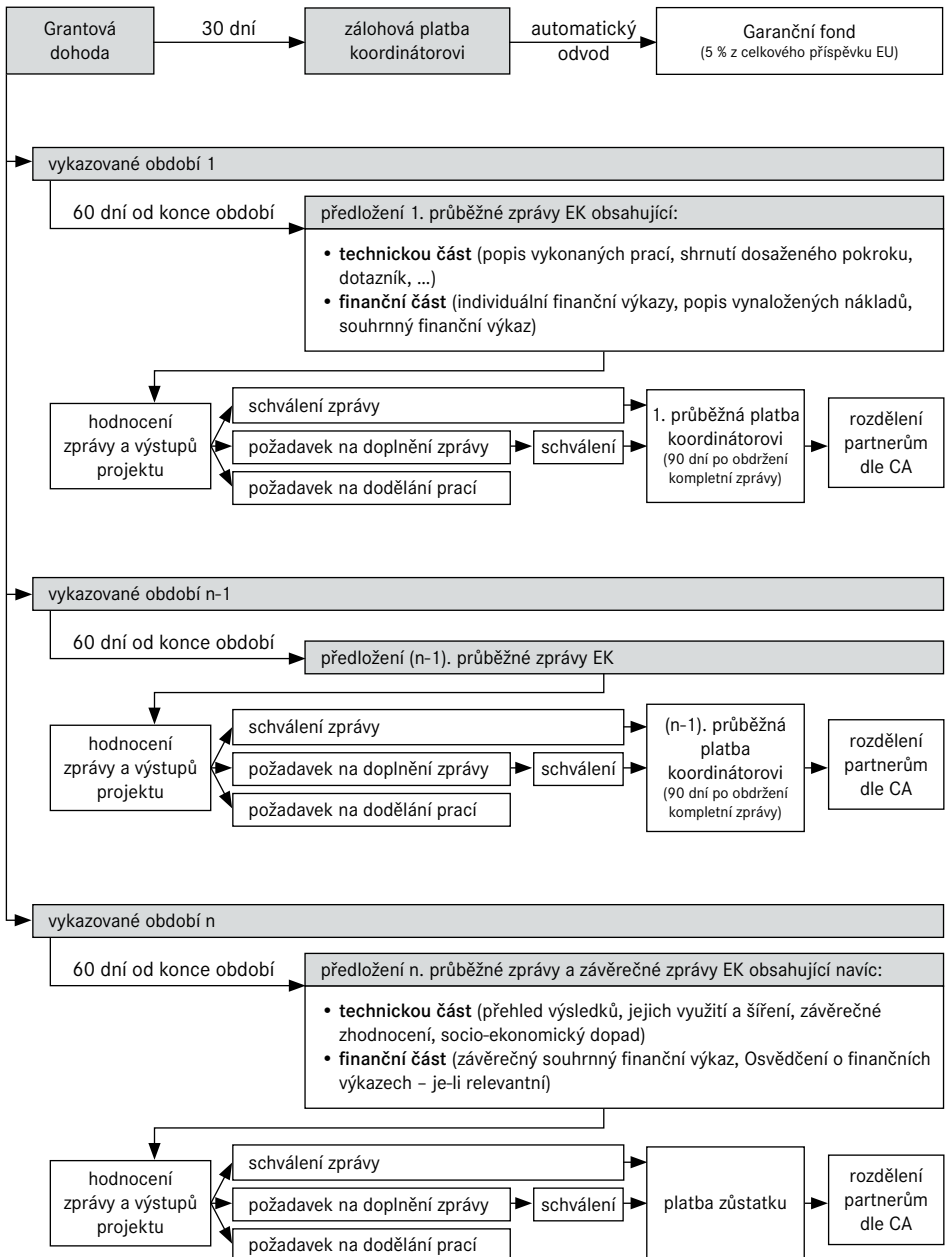 Grantová
dohoda
30 dní
zálohová platba
koordinátorovi
automatický
odvod
Garanční fond
(5 % z celkového příspěvku EU)
vykazované období 1
60 dní od konce období
předložení 1. průběžné zprávy EK obsahující:
• technickou část (popis vykonaných prací, shrnutí dosaženého pokroku,
dotazník, ...)
• finanční část (individuální finanční výkazy, popis vynaložených nákladů,
souhrnný finanční výkaz)
hodnocení
zprávy a výstupů
projektu
schválení zprávy
požadavek na doplnění zprávy
schválení
požadavek na dodělání prací
1. průběžná platba
koordinátorovi
(90 dní po obdržení
kompletní zprávy)
rozdělení
partnerům
dle CA
vykazované období n-1
60 dní od konce období
předložení (n-1). průběžné zprávy EK
hodnocení
zprávy a výstupů
projektu
schválení zprávy
požadavek na doplnění zprávy
schválení
požadavek na dodělání prací
(n-1). průběžná
platba
koordinátorovi
(90 dní po obdržení
kompletní zprávy)
rozdělení
partnerům
dle CA
vykazované období n
60 dní od konce období
předložení n. průběžné zprávy a závěrečné zprávy EK obsahující navíc:
• technickou část (přehled výsledků, jejich využití a šíření, závěrečné
zhodnocení, socio-ekonomický dopad)
• finanční část (závěrečný souhrnný finanční výkaz, Osvědčení o finančních
výkazech – je-li relevantní)
hodnocení
zprávy a výstupů
projektu
schválení zprávy
požadavek na doplnění zprávy
schválení
požadavek na dodělání prací
platba zůstatku
rozdělení
partnerům
dle CA